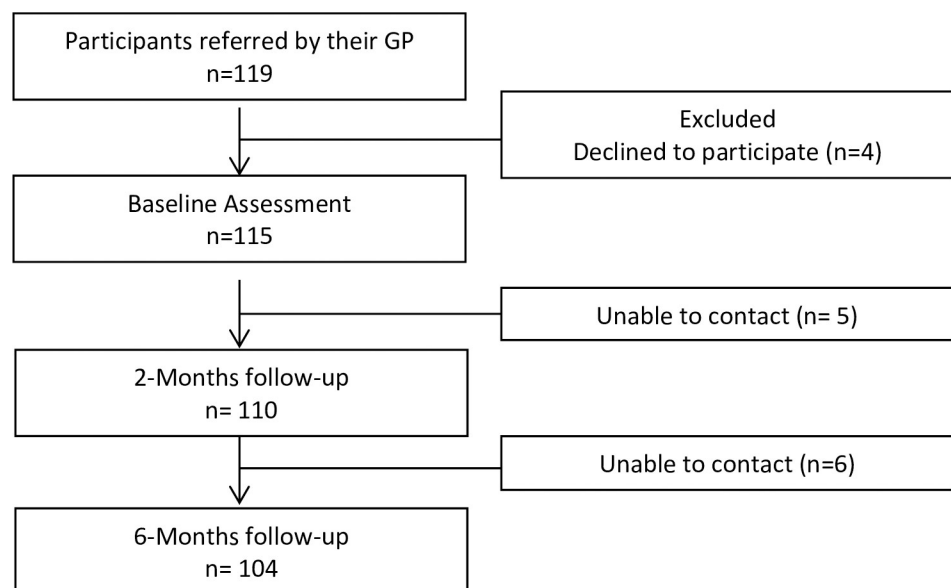 Participants referred by their GP
n=119
Excluded
Declined to participate (n=4)
Baseline Assessment
n=115
Unable to contact (n= 5)
2-Months follow-up
n= 110
Unable to contact (n=6)
6-Months follow-up
n= 104